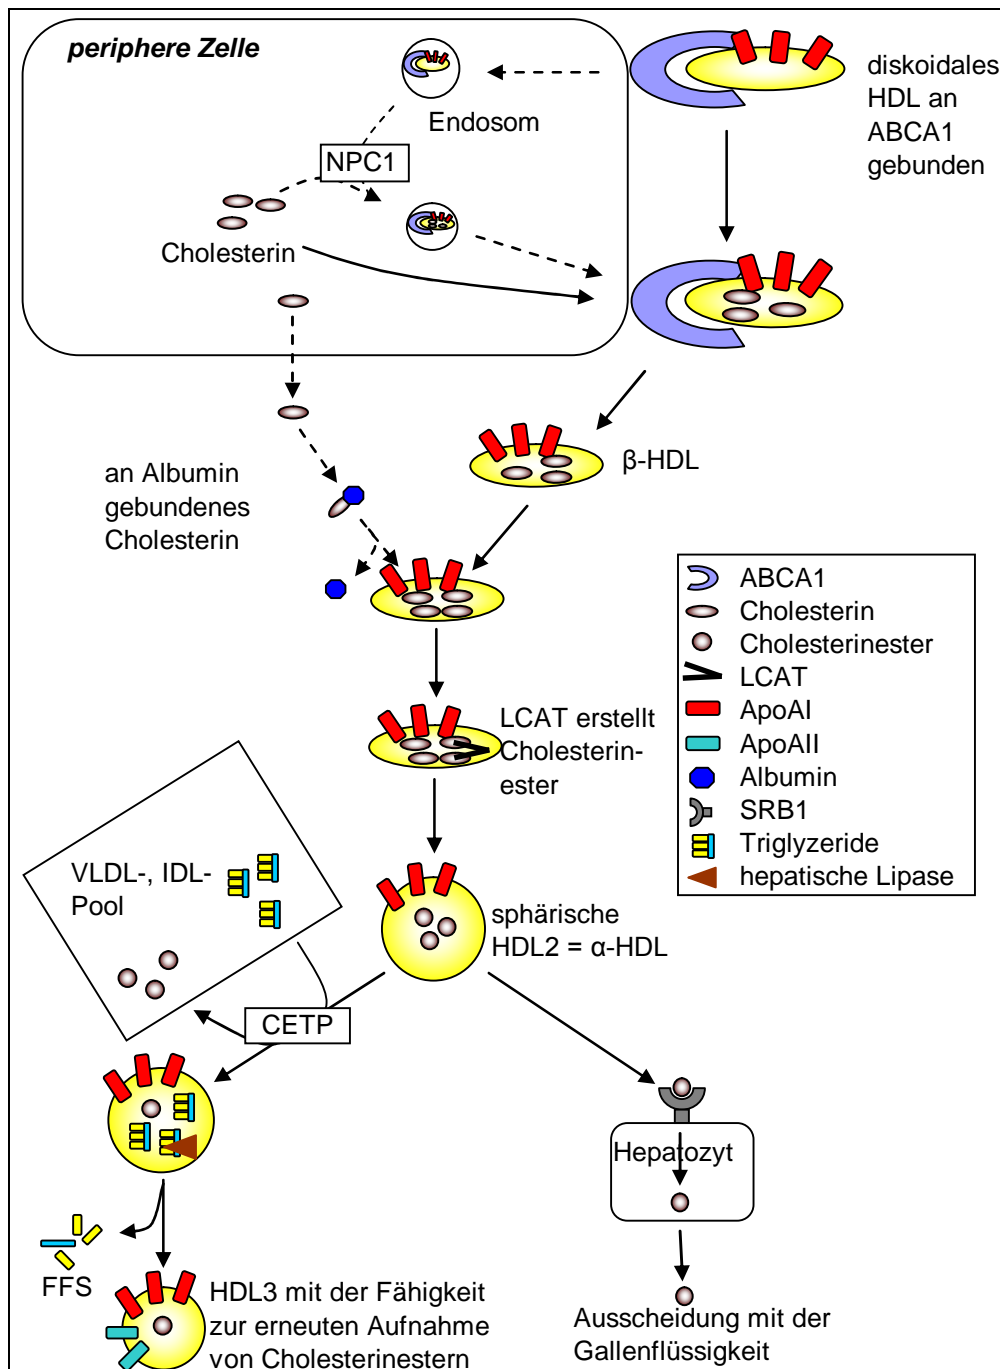 periphere Zelle
diskoidales
HDL an
ABCA1
gebunden
Endosom
NPC1
Cholesterin
β-HDL
an Albumin
gebundenes
Cholesterin
ABCA1
Cholesterin
Cholesterinester
LCAT
ApoAI
ApoAII
Albumin
SRB1
Triglyzeride
hepatische Lipase
LCAT erstellt
Cholesterin-
ester
VLDL-, IDL-
Pool
sphärische
HDL2 = α-HDL
CETP
Hepatozyt
FFS
HDL3 mit der Fähigkeit
zur erneuten Aufnahme
von Cholesterinestern
Ausscheidung mit der
Gallenflüssigkeit